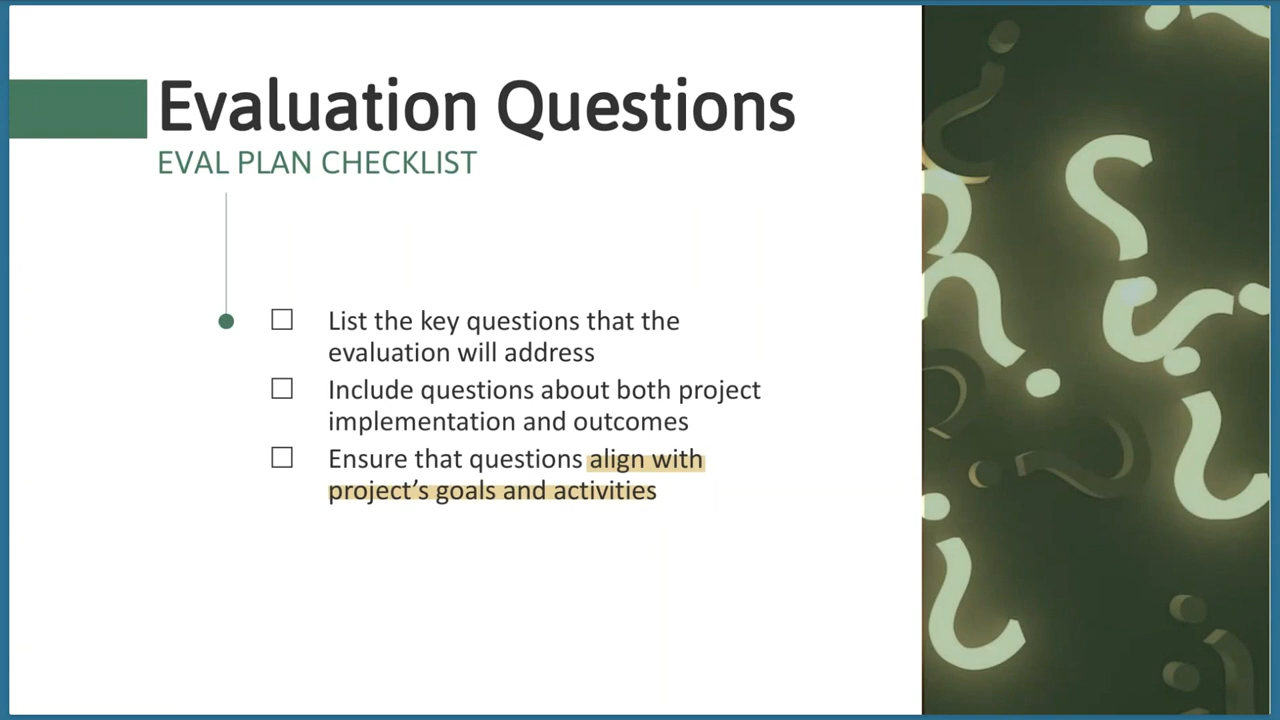 Evaluation Questions
EVAL PLAN CHECKLIST
☐ List the key questions that the
evaluation will address
☐ Include questions about both project
implementation and outcomes
☐ Ensure that questions align with
project’s goals and activities